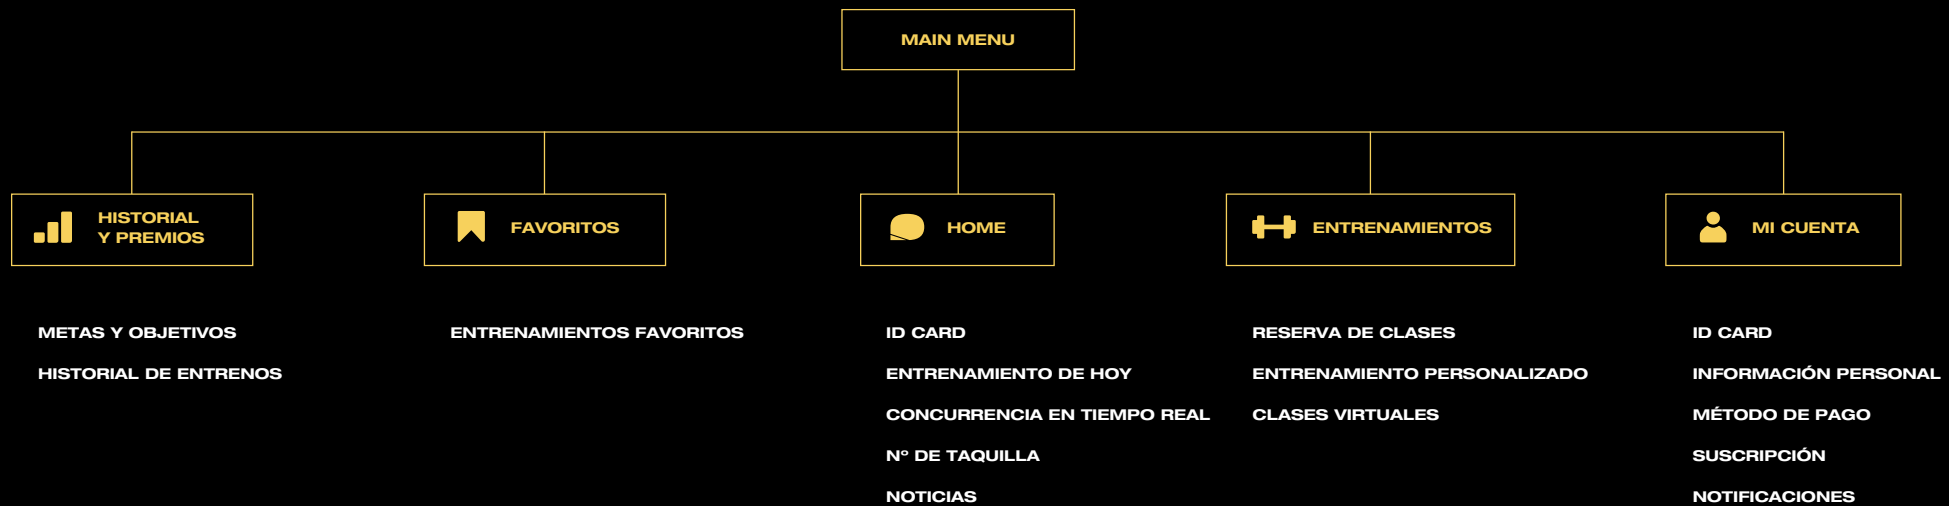 MAIN MENU
HISTORIAL
Y PREMIOS
FAVORITOS
HOME
ENTRENAMIENTOS
MI CUENTA
METAS Y OBJETIVOS
HISTORIAL DE ENTRENOS
ENTRENAMIENTOS FAVORITOS
ID CARD
ENTRENAMIENTO DE HOY
CONCURRENCIA EN TIEMPO REAL
Nº DE TAQUILLA
NOTICIAS
RESERVA DE CLASES
ENTRENAMIENTO PERSONALIZADO
CLASES VIRTUALES
ID CARD
INFORMACIÓN PERSONAL
MÉTODO DE PAGO
SUSCRIPCIÓN
NOTIFICACIONES